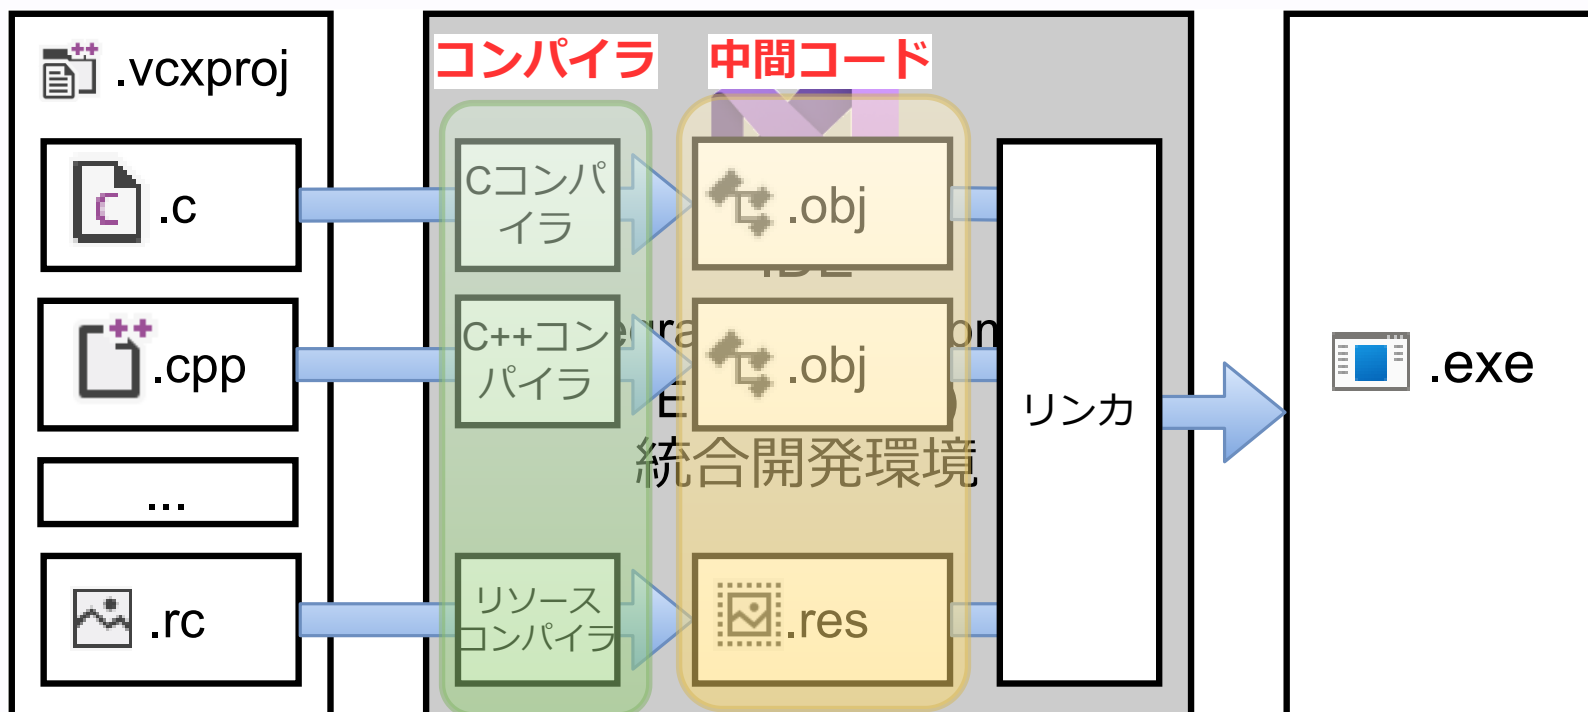 .vcxproj
コンパイラ
中間コード
.c
Cコンパ
イラ
.obj
.cpp
C++コン
パイラ
.obj
統合開発環境
リンカ
.exe
...
.rc
リソース
コンパイラ
.res